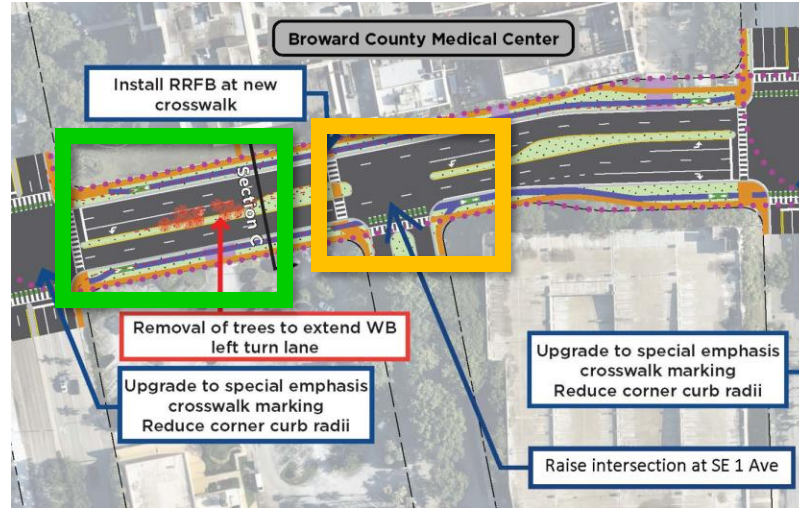 Broward County Medical Center
Install RRFB at new
crosswalk
Section C
Removal of trees to extend WB
left turn lane
Upgrade to special emphasis
crosswalk marking
Reduce corner curb radii
Upgrade to special emphasis
crosswalk marking
Reduce corner curb radii
Raise intersection at SE 1 Ave